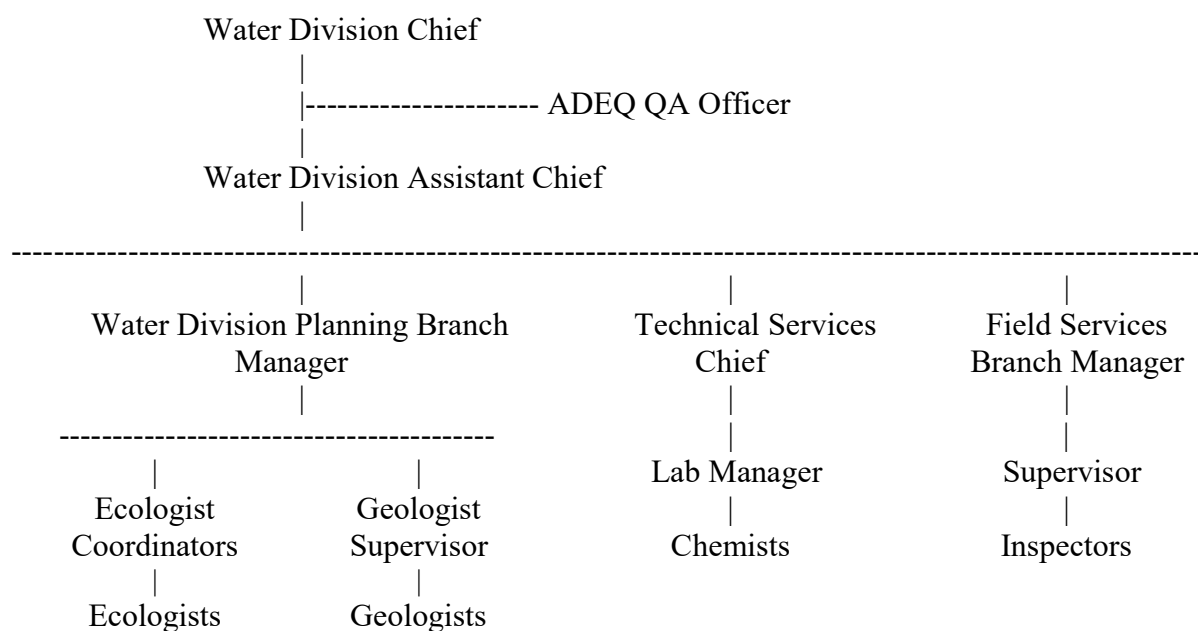 Water Division Chief
|
|---------------------- ADEQ QA Officer
|
Water Division Assistant Chief
|
-----------------------------------------------------------------------------------------------------------------
| | |
Water Division Planning Branch Technical Services Field Services
Manager Chief Branch Manager
| | |
----------------------------------------- | |
| | Lab Manager Supervisor
Ecologist Geologist | |
Coordinators Supervisor Chemists Inspectors
| |
Ecologists Geologists